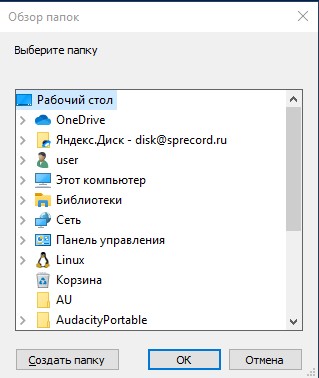 Обзор папок
Выберите папку
Рабочий стол
OneDrive
Яндекс.Диск - disk@sprecord.ru
user
Этот компьютер
Библиотеки
Сеть
Панель управления
Linux
Корзина
AU
AudacityPortable
Создать папку
OK
Отмена